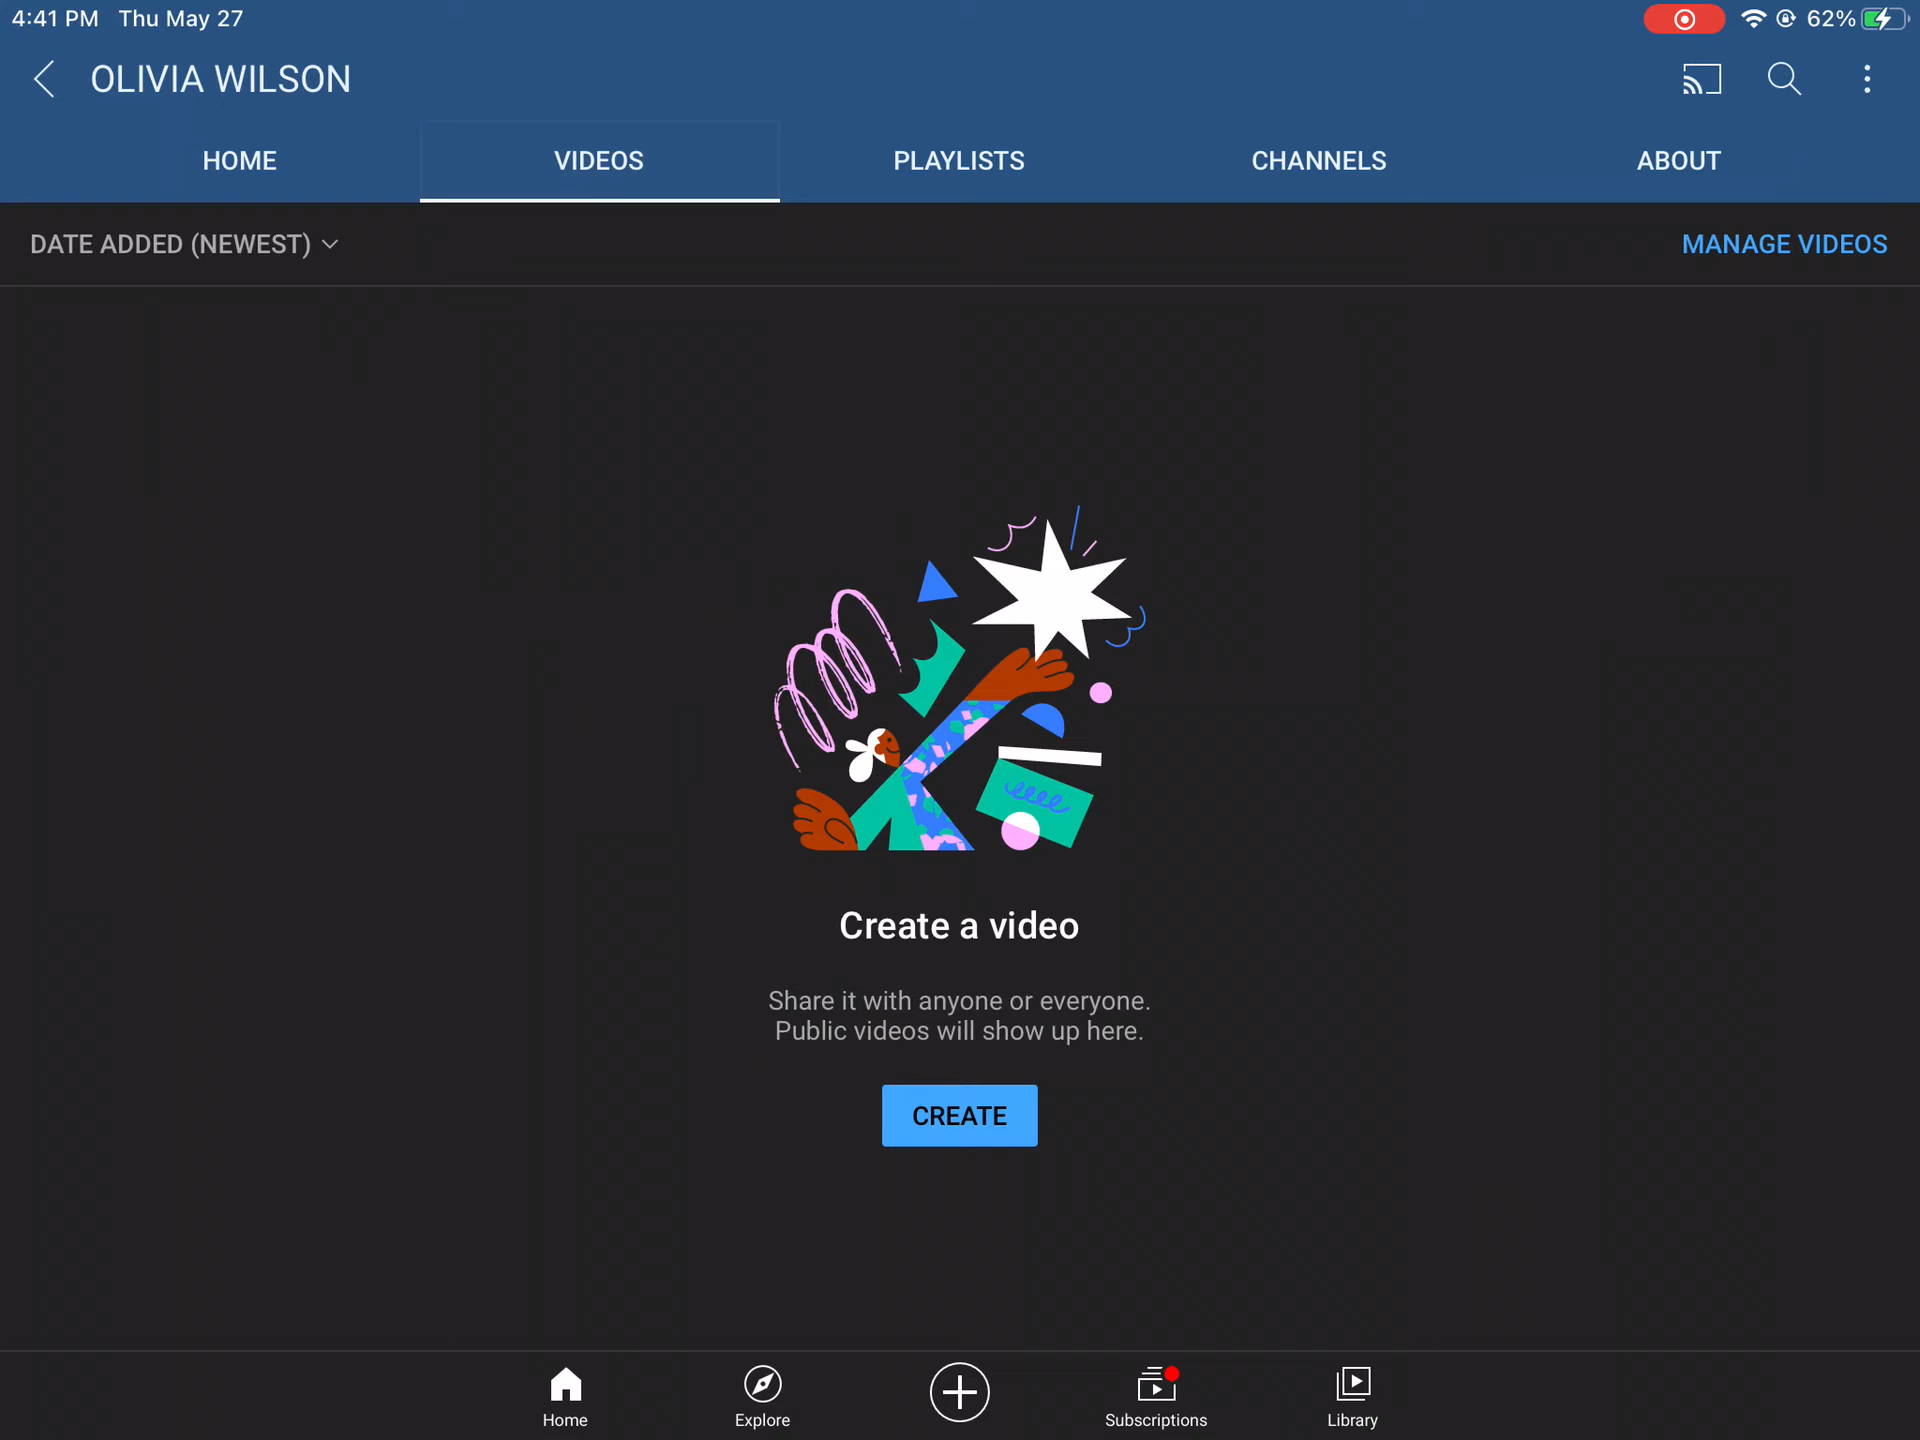 4:41 PM Thu May 27
62%
OLIVIA WILSON
HOME VIDEOS PLAYLISTS CHANNELS ABOUT
DATE ADDED (NEWEST)
MANAGE VIDEOS
Create a video
Share it with anyone or everyone.
Public videos will show up here.
CREATE
Home Explore Subscriptions Library